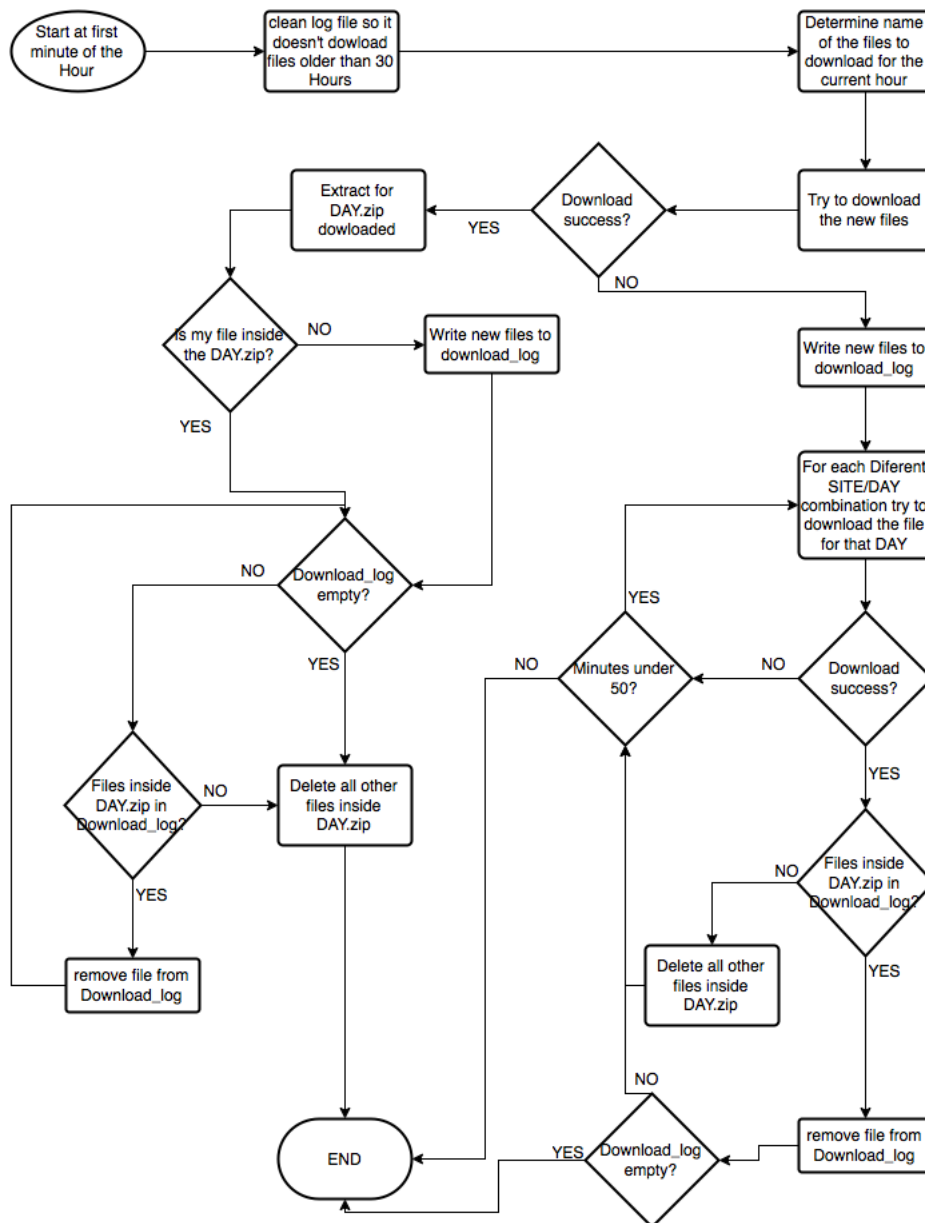 Start at first
minute of the
Hour
clean log file so it
doesn't dowload
files older than 30
Hours
Determine name
of the files to
download for the
current hour
Extract for
DAY.zip
dowloaded
YES
Download
success?
Try to download
the new files
NO
Is my file inside
the DAY.zip?
NO
Write new files to
download_log
Write new files to
download_log
YES
For each Diferent
SITE/DAY
combination try to
download the file
for that DAY
NO
Download_log
empty?
YES
YES
NO
Minutes under
50?
NO
Download
success?
YES
Files inside
DAY.zip in
Download_log?
NO
Delete all other
files inside
DAY.zip
YES
NO
Files inside
DAY.zip in
Download_log?
YES
remove file from
Download_log
Delete all other
files inside
DAY.zip
NO
END
YES
Download_log
empty?
remove file from
Download_log